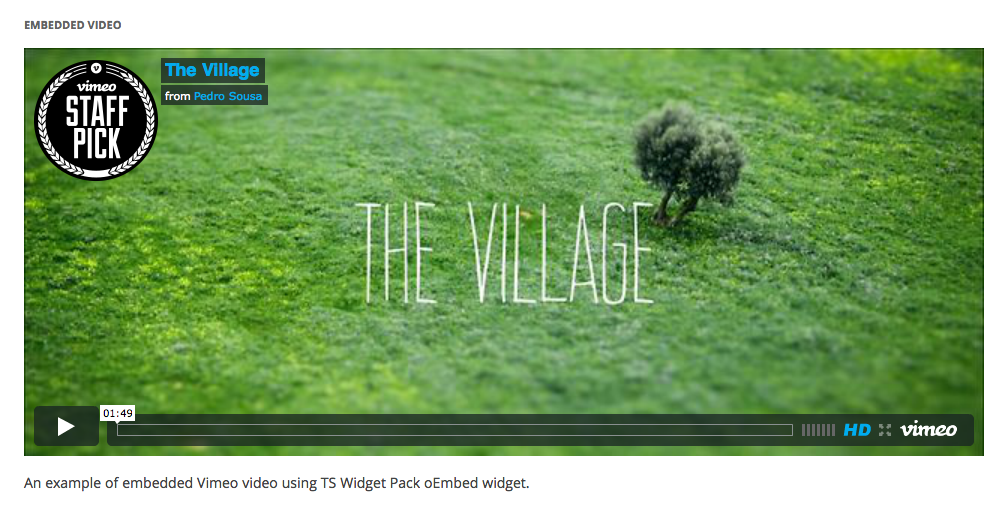 EMBEDDED VIDEO
vimeo
STAFF
PICK
The Village
from Pedro Sousa
THE VILLAGE
01:49
HD
vimeo
An example of embedded Vimeo video using TS Widget Pack oEmbed widget.